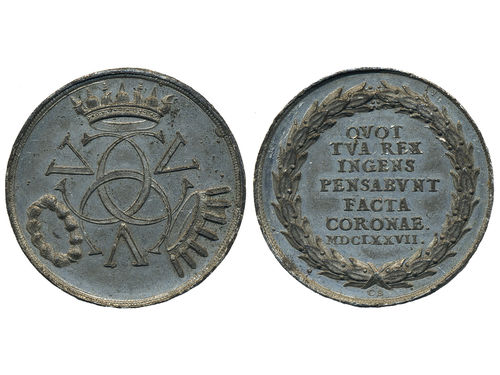 QVOT
TVA REX
INGENS
PENSABVNT
FACTA
CORONAE.
MDCLXXVII.